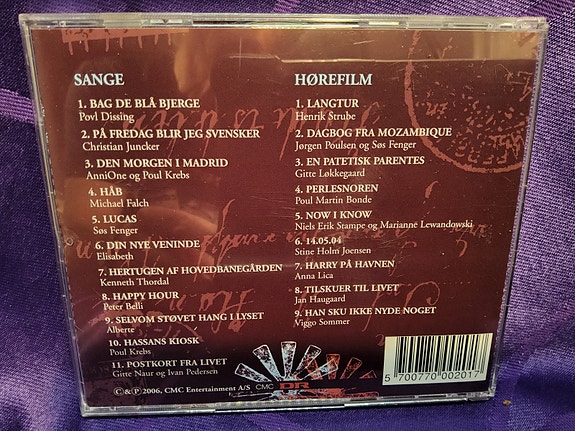 SANGE
1. BAG DE BLÅ BJERGE
Povl Dissing
2. PÅ FREDAG BLIR JEG SVENSKER
Christian Juncker
3. DEN MORGEN I MADRID
AnniOne og Poul Krebs
4. HÅB
Michael Falch
5. LUCAS
Søs Fenger
6. DIN NYE VENINDE
Elisabeth
7. HERTUGEN AF HOVEDBANEGÅRDEN
Kenneth Thordal
8. HAPPY HOUR
Peter Belli
9. SELVOM STØVET HANG I LYSET
Alberte
10. HASSANS KIOSK
Poul Krebs
11. POSTKORT FRA LIVET
Gitte Naur og Ivan Pedersen
HØREFILM
1. LANGTUR
Henrik Strube
2. DAGBOG FRA MOZAMBIQUE
Jørgen Poulsen og Søs Fenger
3. EN PATETISK PARENTES
Gitte Løkkegaard
4. PERLESNOREN
Poul Martin Bonde
5. NOW I KNOW
Niels Erik Stampe og Marianne Lewandowski
6. 14.05.04
Stine Holm Joensen
7. HARRY PÅ HAVNEN
Anna Lica
8. TILSKUER TIL LIVET
Jan Haugaard
9. HAN SKU IKKE NYDE NOGET
Viggo Sommer
© & ℗ 2006, CMC Entertainment A/S
CMC
DR
5 700770 002017